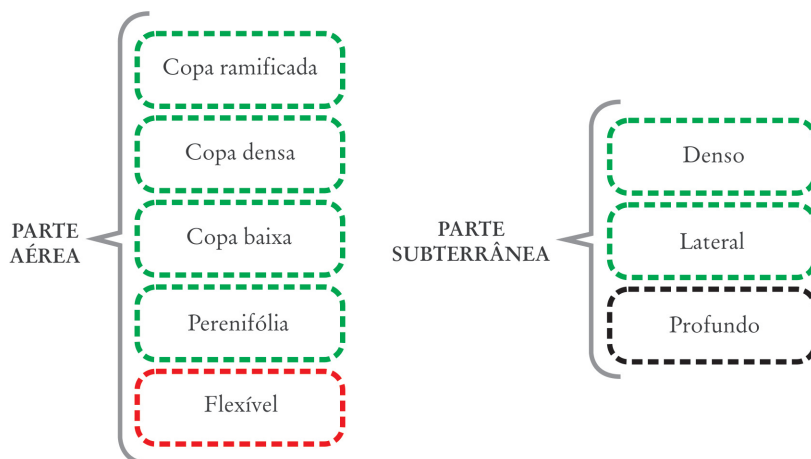 PARTE
AÉREA
Copa ramificada
Copa densa
Copa baixa
Perenifólia
Flexível
PARTE
SUBTERRÂNEA
Denso
Lateral
Profundo